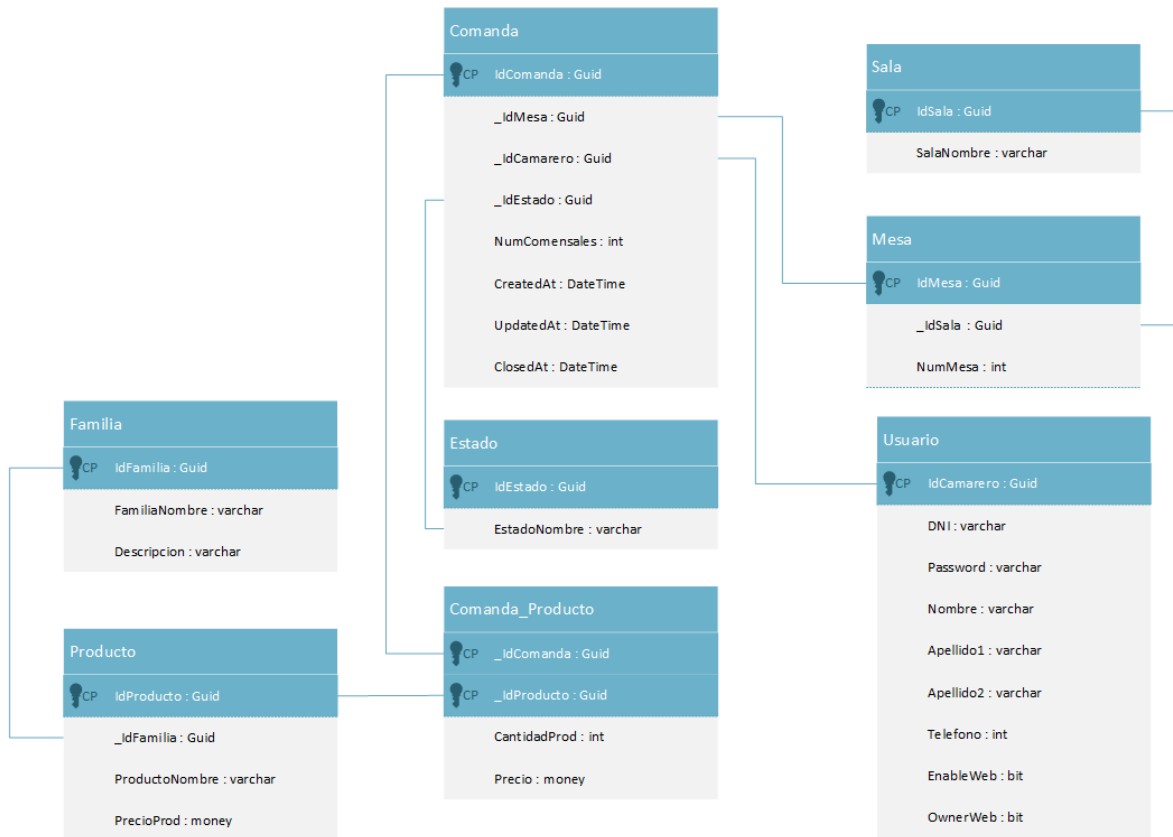 Comanda
CP IdComanda : Guid
_IdMesa : Guid
_IdCamarero : Guid
_IdEstado : Guid
NumComensales : int
CreatedAt : DateTime
UpdatedAt : DateTime
ClosedAt : DateTime
Sala
CP IdSala : Guid
SalaNombre : varchar
Mesa
CP IdMesa : Guid
_IdSala : Guid
NumMesa : int
Familia
CP IdFamilia : Guid
FamiliaNombre : varchar
Descripcion : varchar
Estado
CP IdEstado : Guid
EstadoNombre : varchar
Usuario
CP IdCamarero : Guid
DNI : varchar
Password : varchar
Nombre : varchar
Apellido1 : varchar
Apellido2 : varchar
Telefono : int
EnableWeb : bit
OwnerWeb : bit
Producto
CP IdProducto : Guid
_IdFamilia : Guid
ProductoNombre : varchar
PrecioProd : money
Comanda_Producto
CP _IdComanda : Guid
CP _IdProducto : Guid
CantidadProd : int
Precio : money